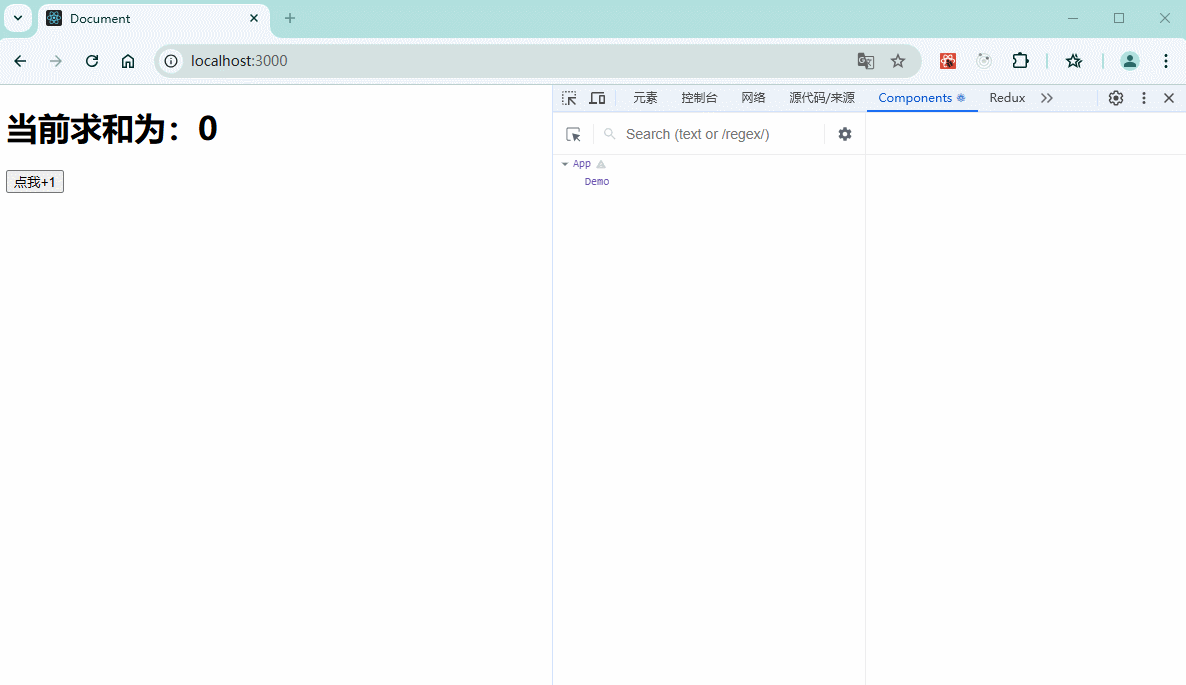 Document
localhost:3000
当前求和为：0
点我+1
元素 控制台 网络 源代码/来源 Components Redux
Search (text or /regex/)
App
Demo